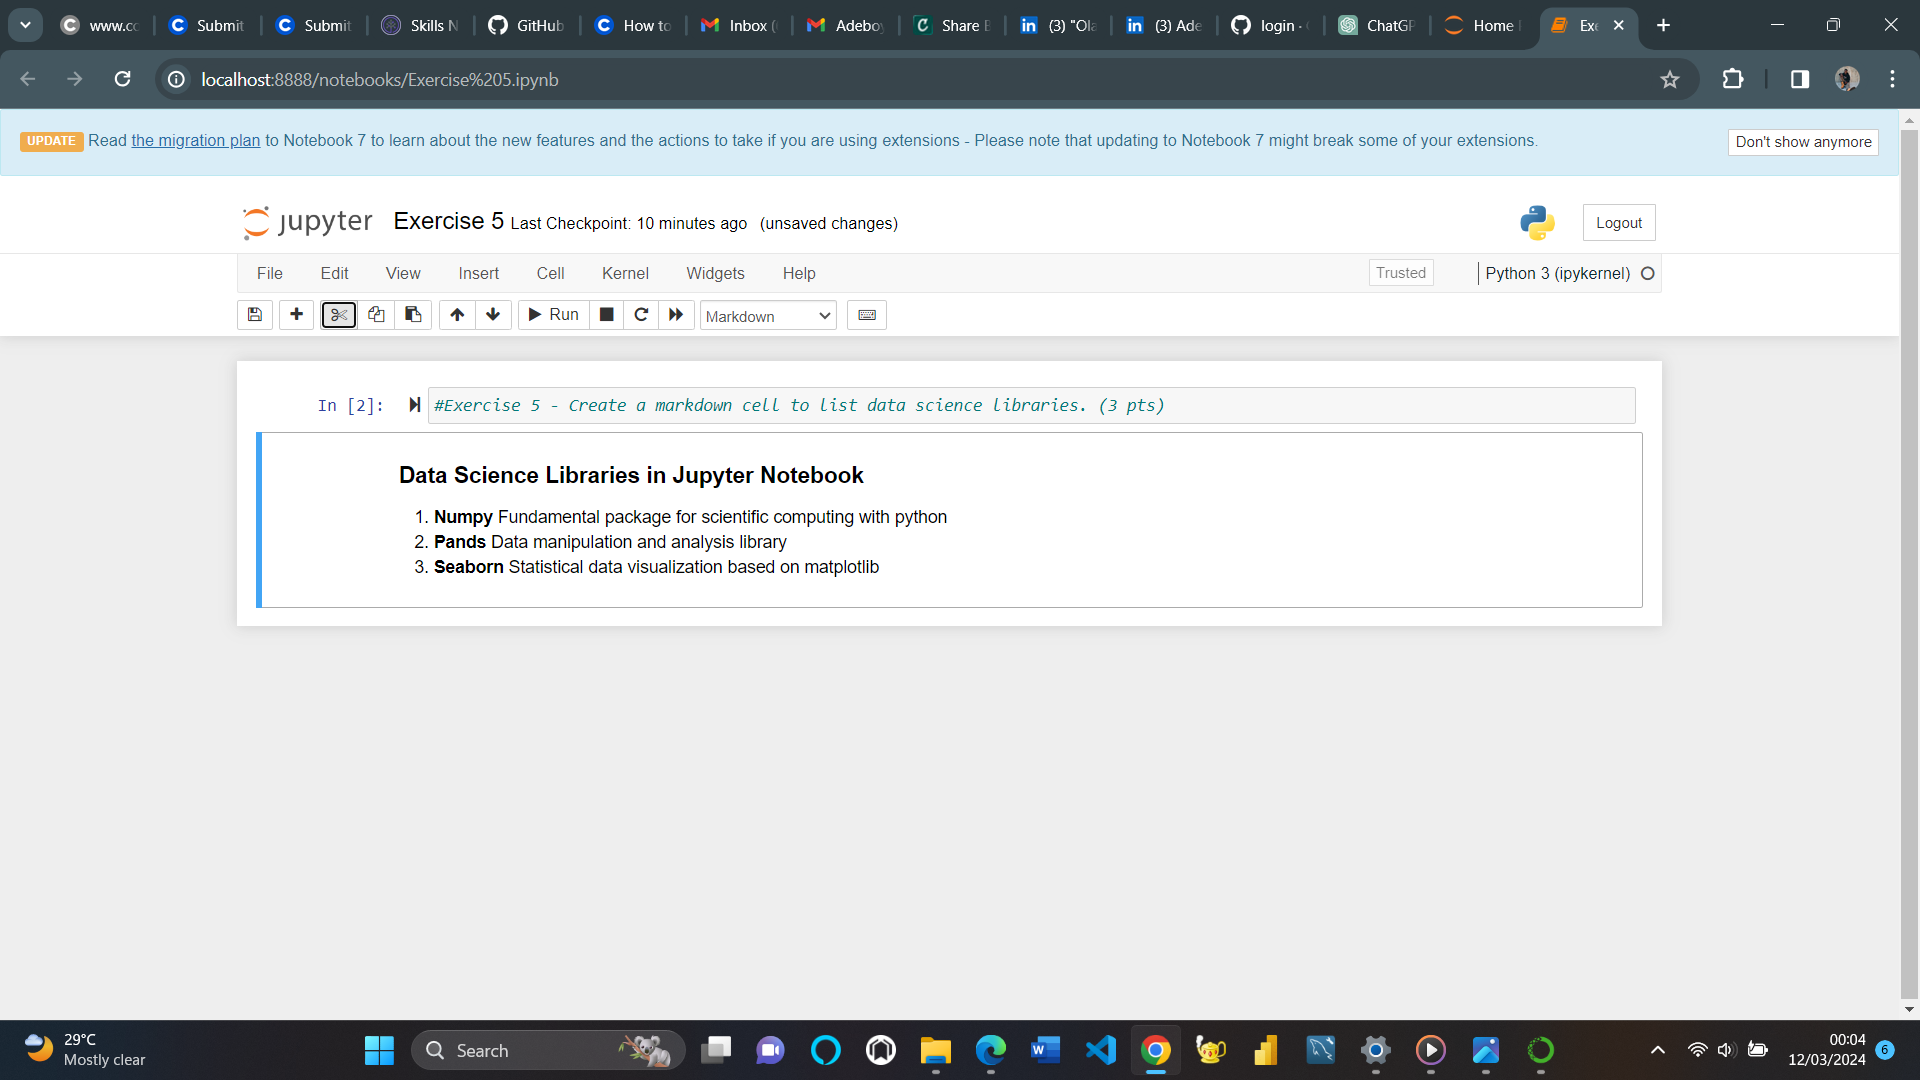 www.cc
Submit
Submit
Skills N
GitHub
How to
Inbox (
Adeboy
Share B
(3) "Ola
(3) Ade
login ·
ChatGP
Home
Exe
localhost:8888/notebooks/Exercise%205.ipynb
UPDATE Read the migration plan to Notebook 7 to learn about the new features and the actions to take if you are using extensions - Please note that updating to Notebook 7 might break some of your extensions.
Don't show anymore
jupyter Exercise 5 Last Checkpoint: 10 minutes ago (unsaved changes)
Logout
File Edit View Insert Cell Kernel Widgets Help
Trusted
Python 3 (ipykernel)
Run
Markdown
In [2]: #Exercise 5 - Create a markdown cell to list data science libraries. (3 pts)
Data Science Libraries in Jupyter Notebook
1. Numpy Fundamental package for scientific computing with python
2. Pands Data manipulation and analysis library
3. Seaborn Statistical data visualization based on matplotlib
29°C
Mostly clear
Search
00:04
12/03/2024
6